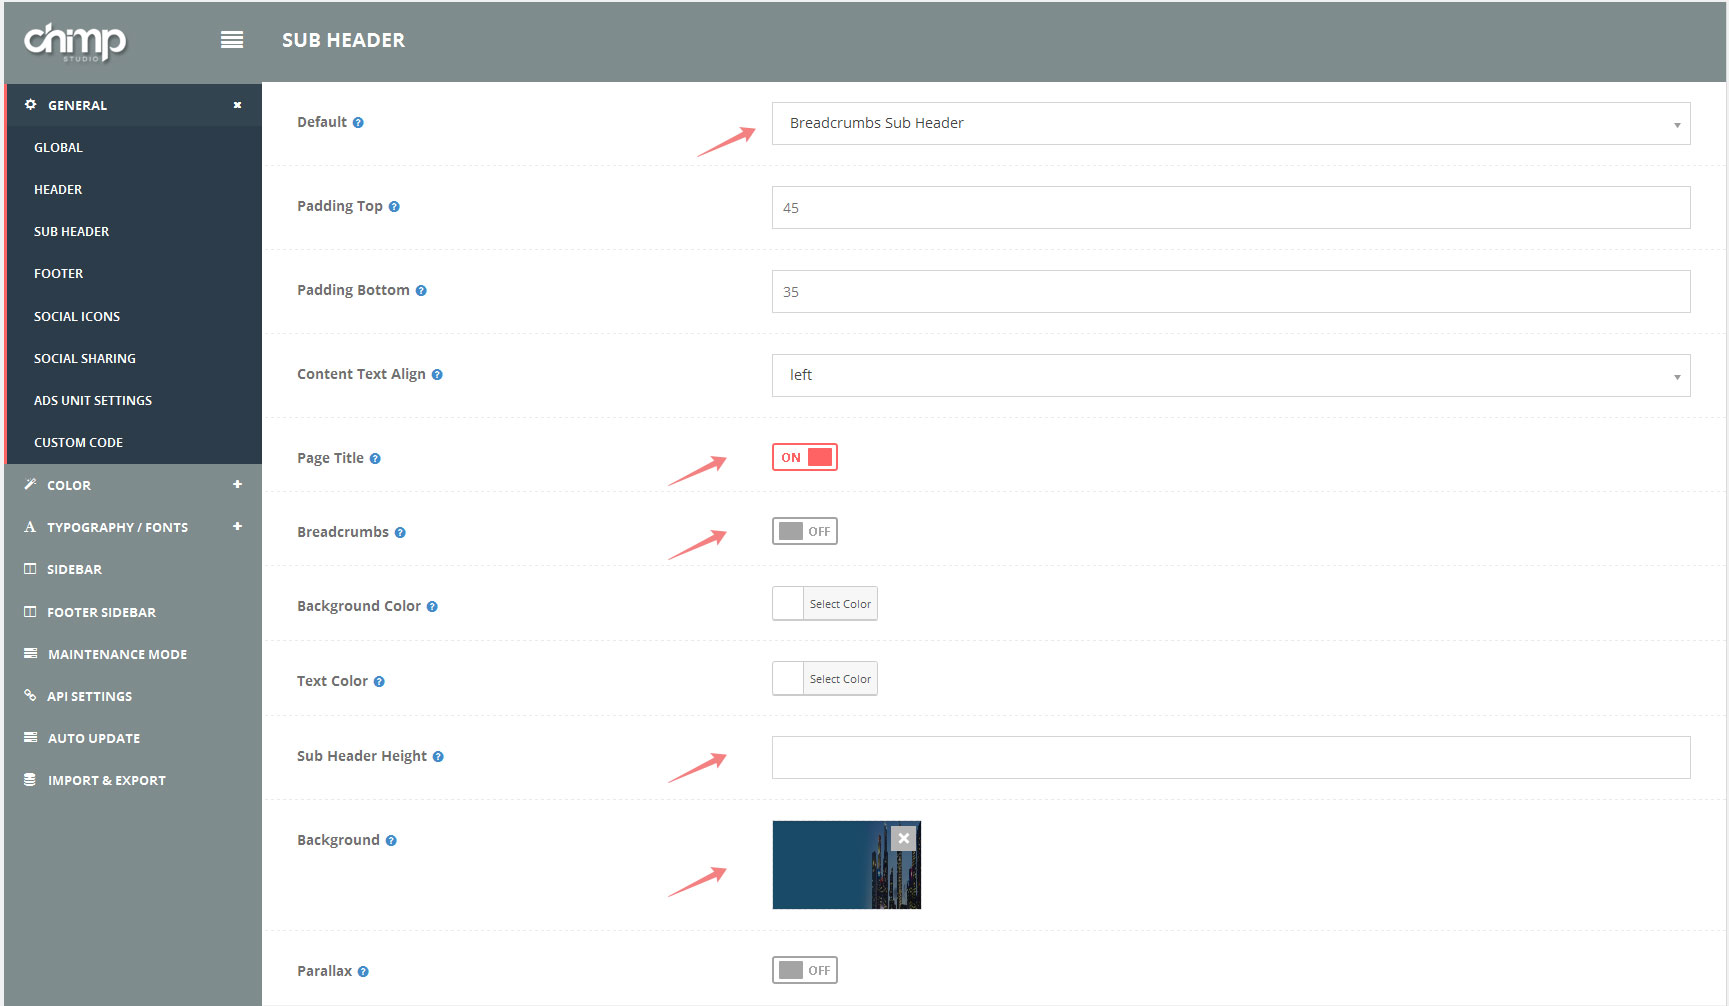 chimp
STUDIO
SUB HEADER
GENERAL
GLOBAL
HEADER
SUB HEADER
FOOTER
SOCIAL ICONS
SOCIAL SHARING
ADS UNIT SETTINGS
CUSTOM CODE
COLOR
TYPOGRAPHY / FONTS
SIDEBAR
FOOTER SIDEBAR
MAINTENANCE MODE
API SETTINGS
AUTO UPDATE
IMPORT & EXPORT
Default
Breadcrumbs Sub Header
Padding Top
45
Padding Bottom
35
Content Text Align
left
Page Title
ON
Breadcrumbs
OFF
Background Color
Select Color
Text Color
Select Color
Sub Header Height
Background
Parallax
OFF